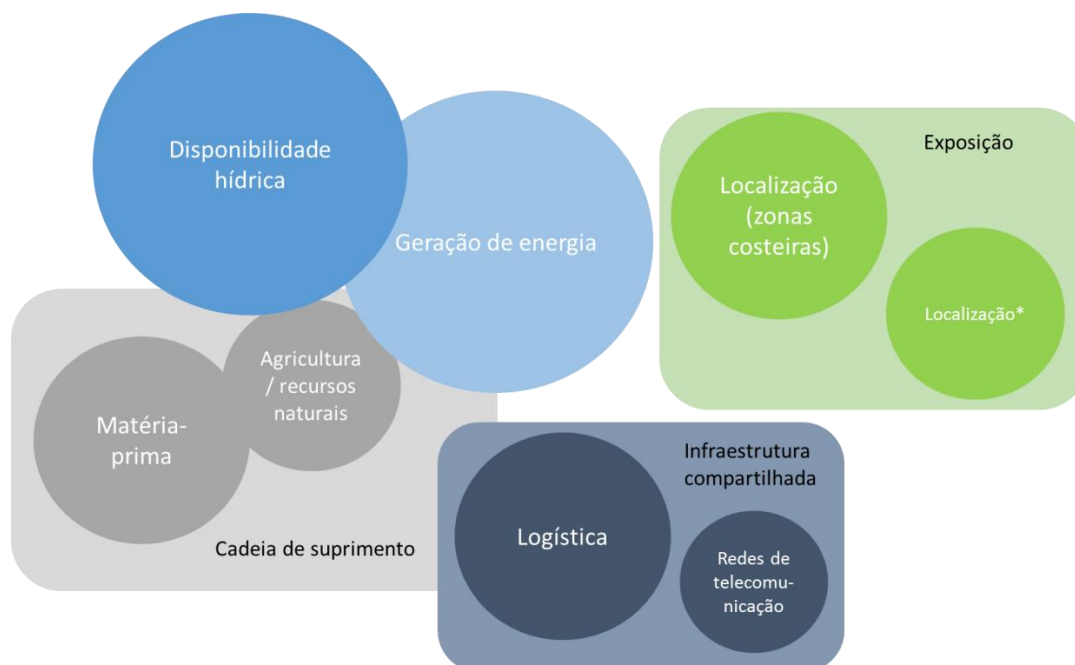 Disponibilidade
hídrica
Geração de energia
Exposição
Localização
(zonas
costeiras)
Localização*
Agricultura
/ recursos
naturais
Matéria-
prima
Cadeia de suprimento
Infraestrutura
compartilhada
Logística
Redes de
telecomu-
nicação